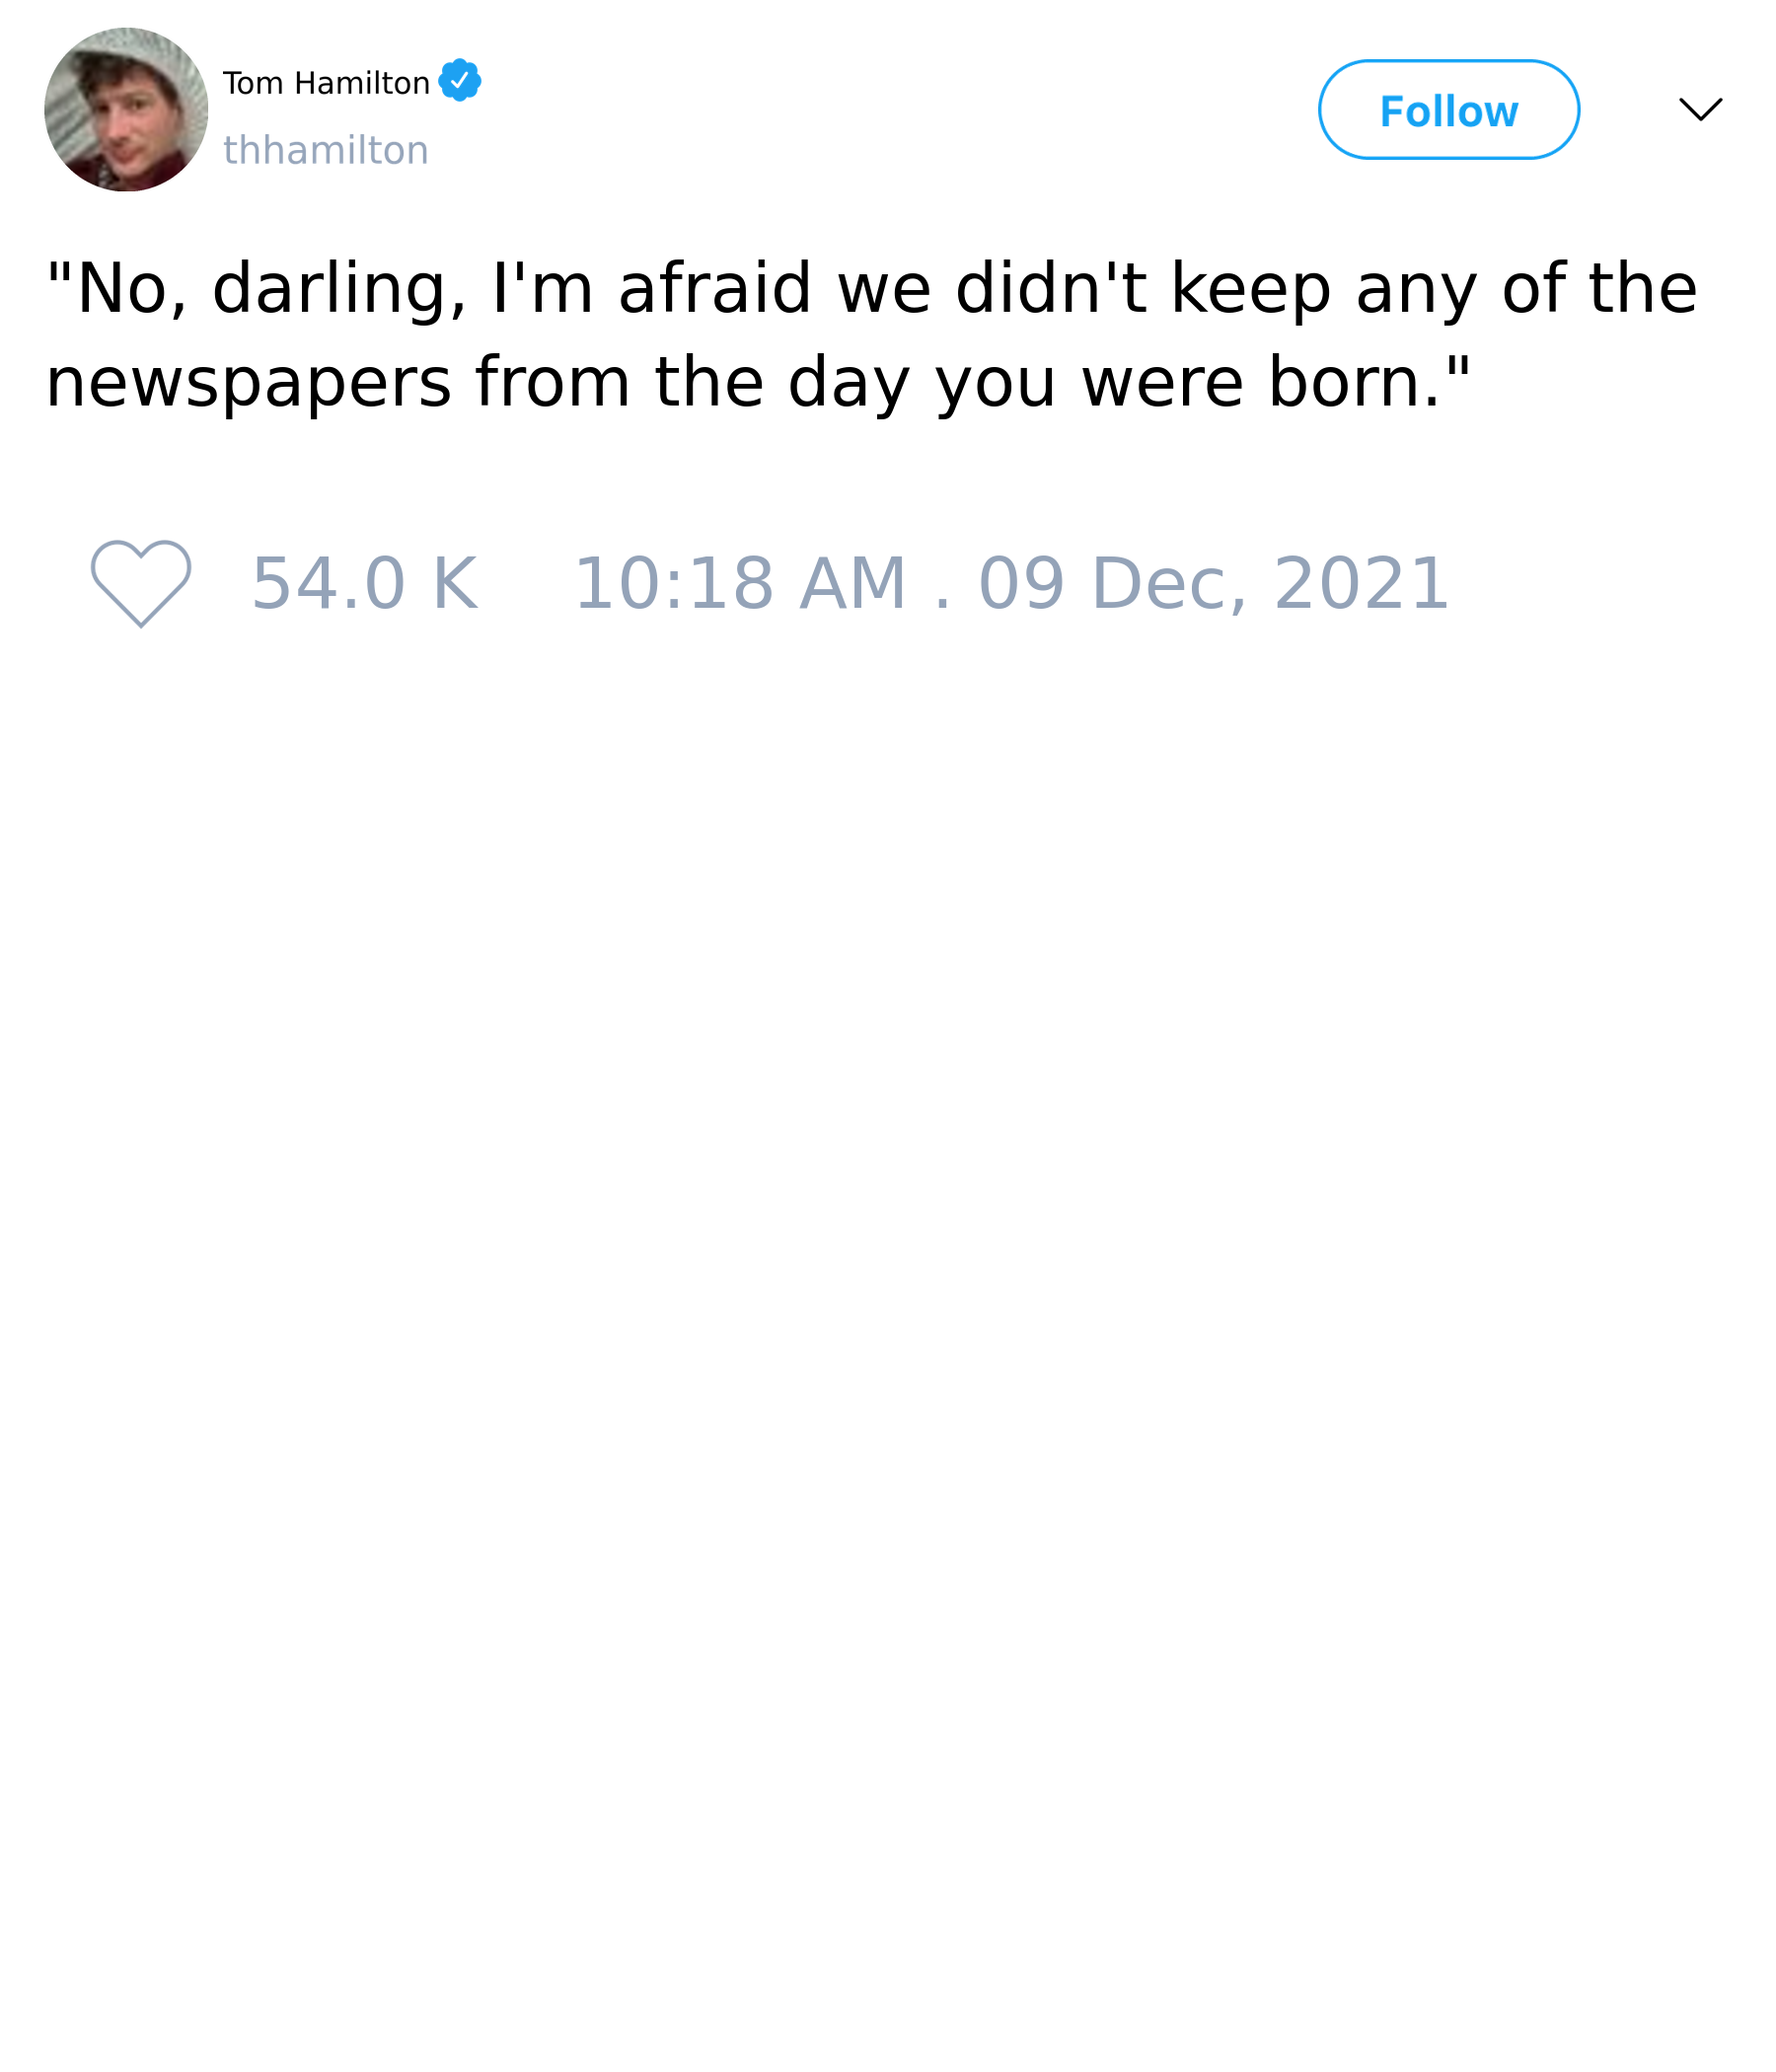 Tom Hamilton
thhamilton
Follow
"No, darling, I'm afraid we didn't keep any of the
newspapers from the day you were born."
54.0 K 10:18 AM . 09 Dec, 2021